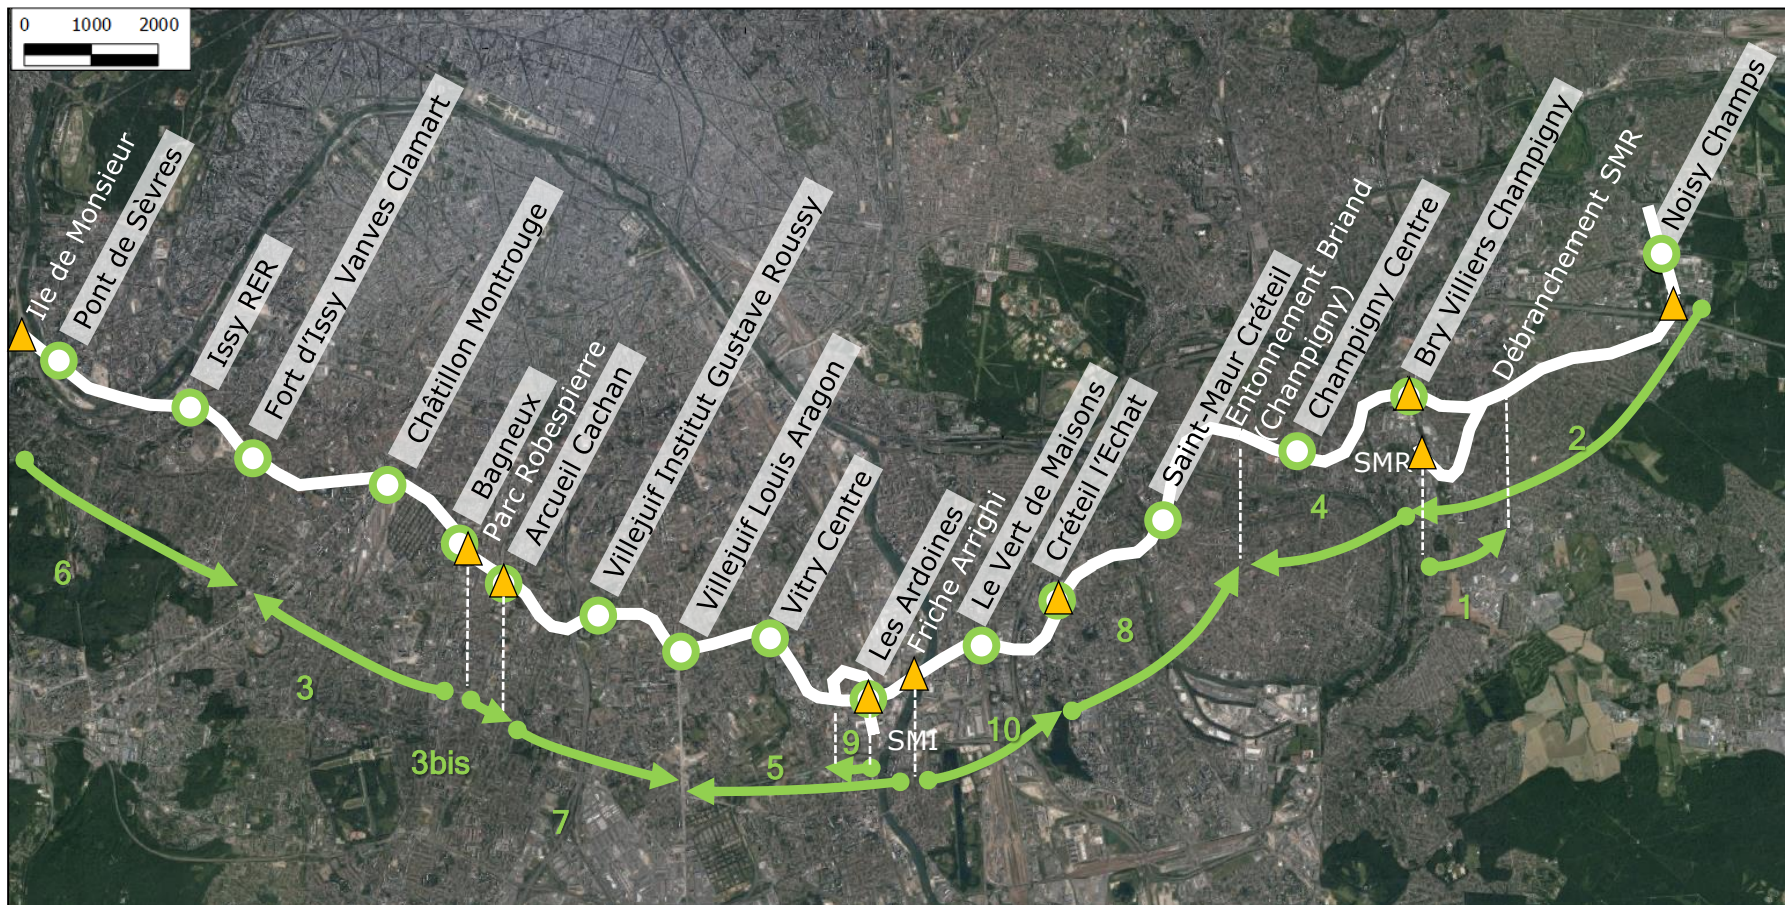 0 1000 2000
Ile de Monsieur
Pont de Sèvres
Issy RER
Fort d'Issy Vanves Clamart
Châtillon Montrouge
Bagneux
Parc Robespierre
Arcueil Cachan
Villejuif Institut Gustave Roussy
Villejuif Louis Aragon
Vitry Centre
Les Ardoines
Friche Arrighi
Le Vert de Maisons
Créteil l'Echat
Saint-Maur Créteil
Entonnement Briand
(Champigny)
Champigny Centre
Bry Villiers Champigny
Débranchement SMR
Noisy Champs
SMR
SMI
6
3
3bis
7
5
9
10
8
4
1
2